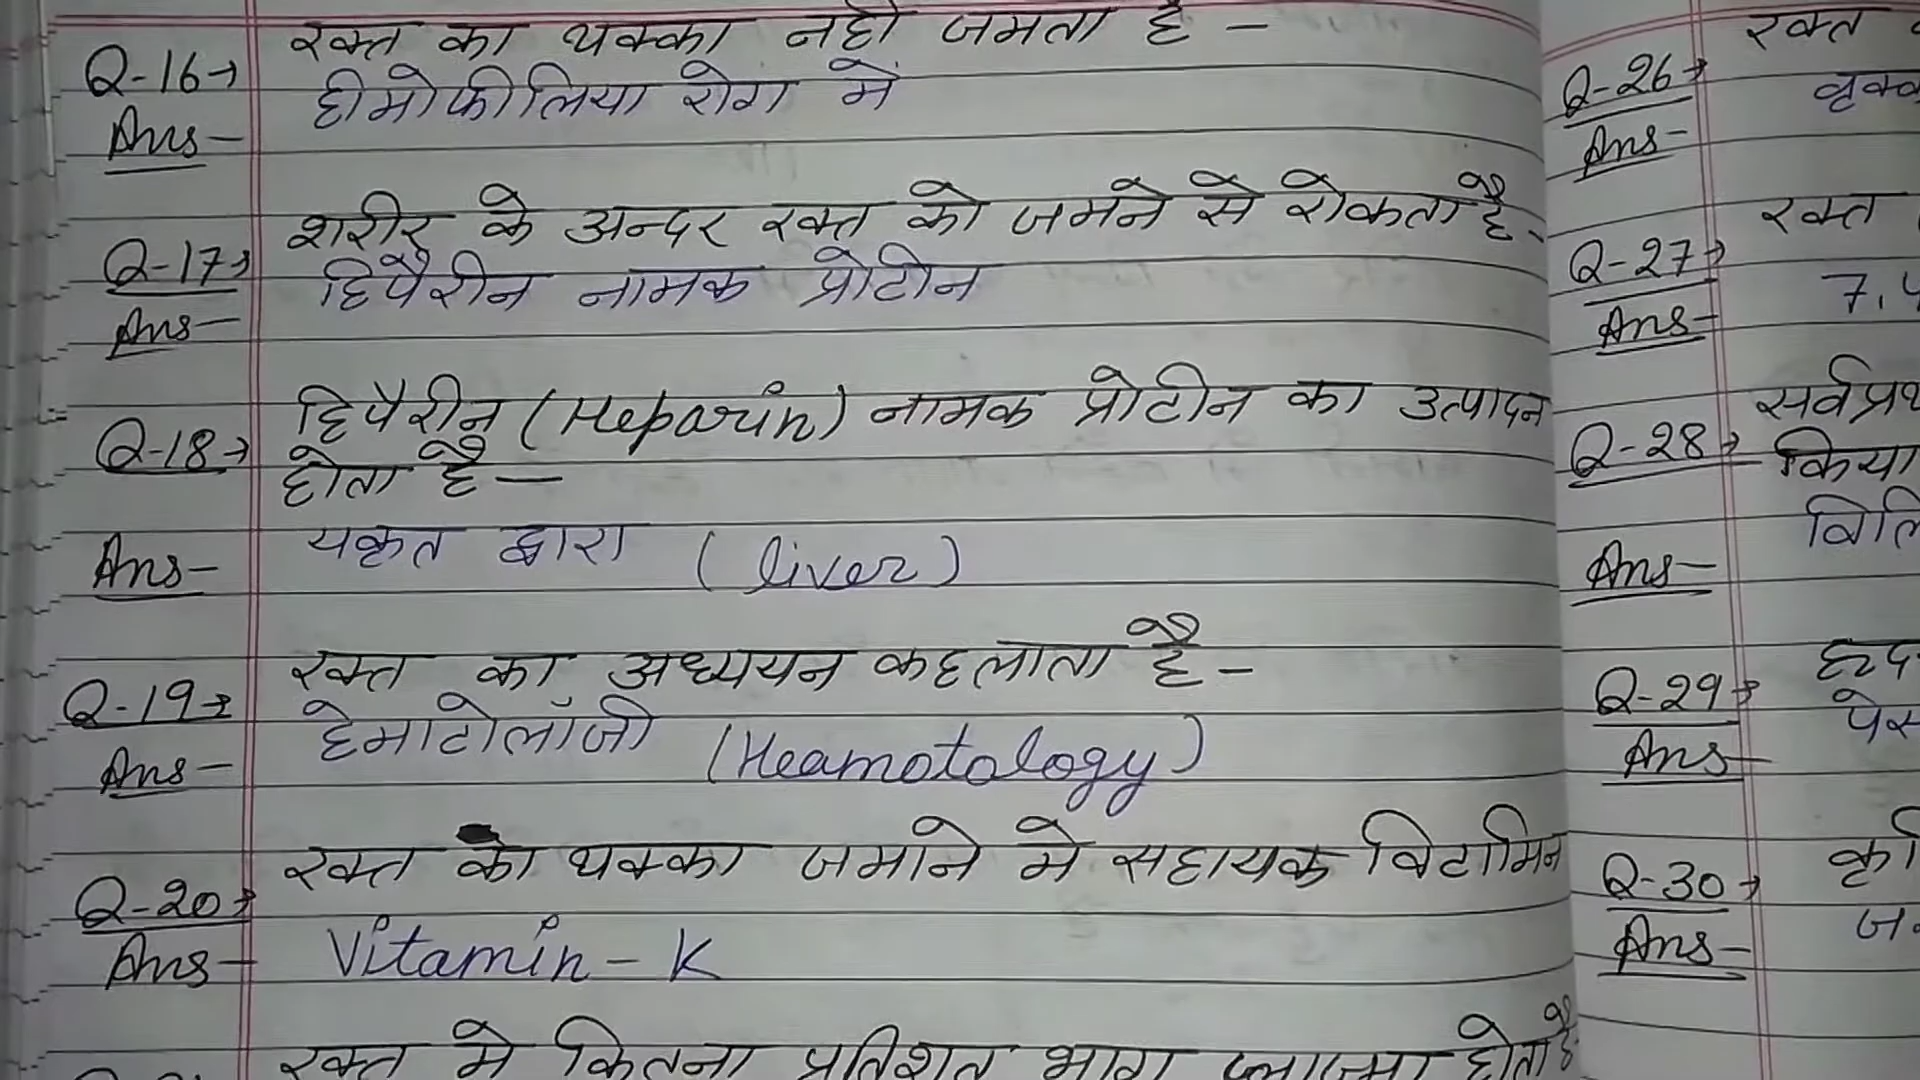 Q-16→ रक्त का थक्का नही जमता है -
Ans- हीमोफीलिया रोग में
Q-17→ शरीर के अन्दर रक्त को जमने से रोकता है-
Ans- हिपैरीन नामक प्रोटीन
Q-18→ हिपैरीन (Heparin) नामक प्रोटीन का उत्पादन
होता है—
Ans- यकृत द्वारा (liver)
Q-19→ रक्त का अध्ययन कहलाता है -
Ans- हेमाटोलॉजी (Heamotology)
Q-20→ रक्त का थक्का जमाने मे सहायक विटामिन
Ans- Vitamin - K
रक्त मे कितना प्रतिशत भाग प्लाज्मा होता है
Q-26→ रक्त
Ans-
Q-27→ रक्त
Ans- 7.4
Q-28→
किया
Ans-
Q-29→
Ans-
Q-30→
Ans-